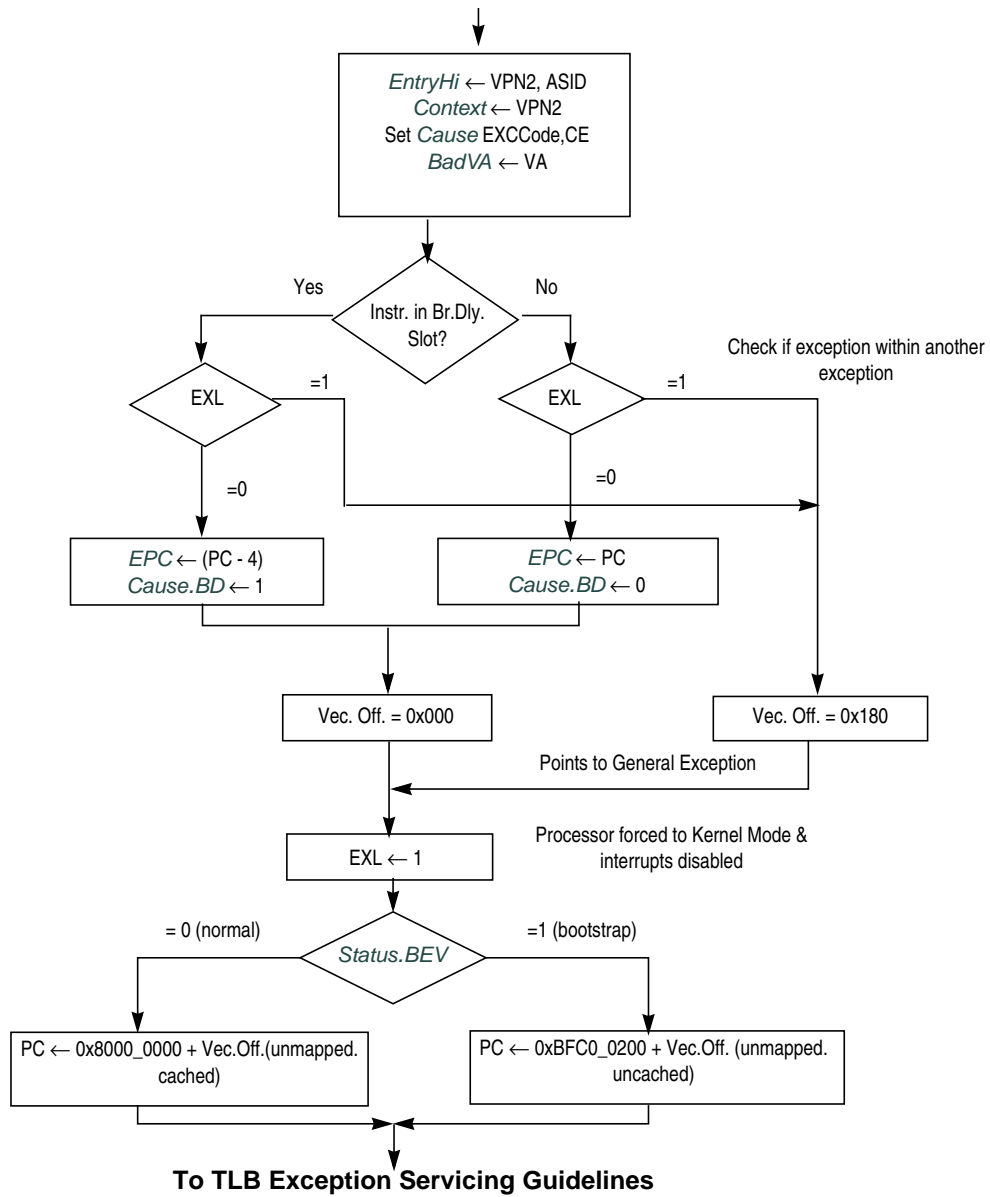 EntryHi ← VPN2, ASID
Context ← VPN2
Set Cause EXCCode,CE
BadVA ← VA
Yes
No
Instr. in Br.Dly.
Slot?
Check if exception within another
exception
EXL
=1
EXL
=1
=0
=0
EPC ← (PC - 4)
Cause.BD ← 1
EPC ← PC
Cause.BD ← 0
Vec. Off. = 0x000
Vec. Off. = 0x180
Points to General Exception
EXL ← 1
Processor forced to Kernel Mode &
interrupts disabled
= 0 (normal)
=1 (bootstrap)
Status.BEV
PC ← 0x8000_0000 + Vec.Off.(unmapped.
cached)
PC ← 0xBFC0_0200 + Vec.Off. (unmapped.
uncached)
To TLB Exception Servicing Guidelines